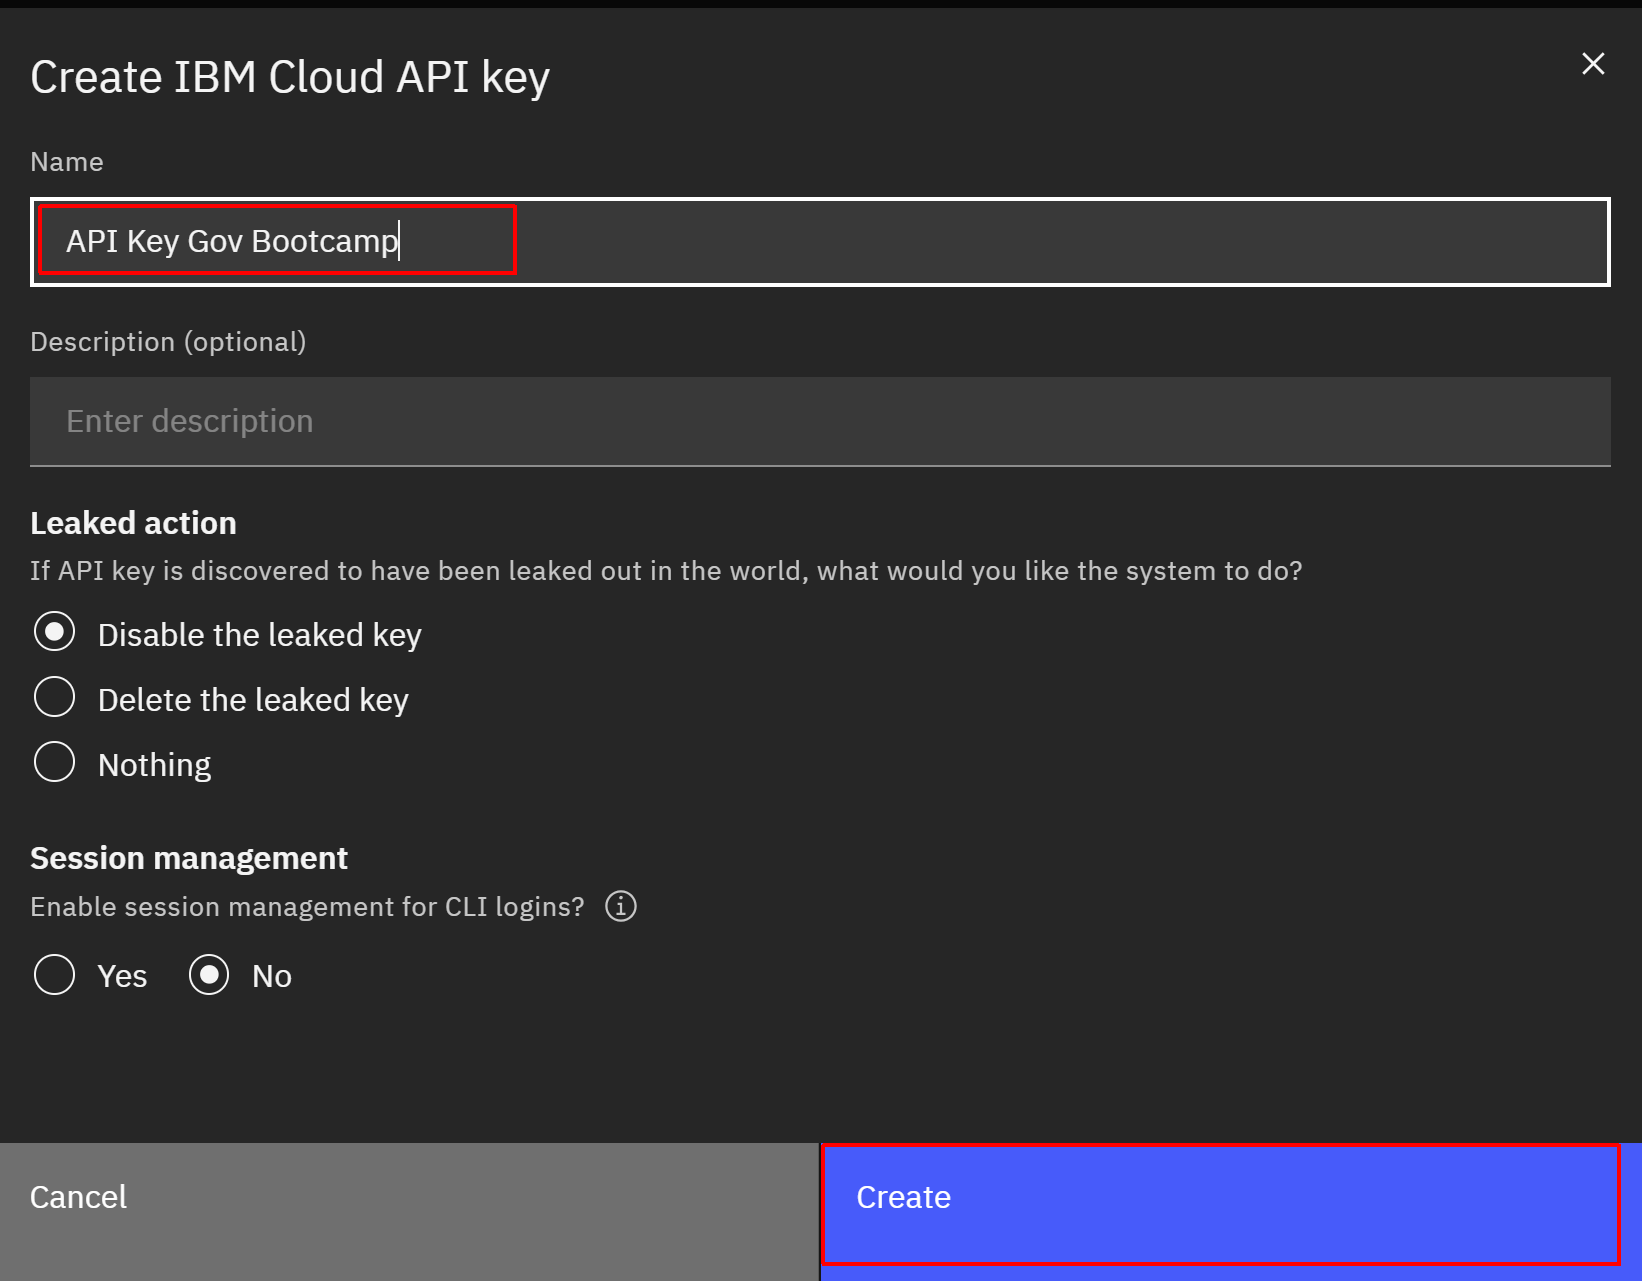 Create IBM Cloud API key
Name
API Key Gov Bootcamp
Description (optional)
Enter description
Leaked action
If API key is discovered to have been leaked out in the world, what would you like the system to do?
Disable the leaked key
Delete the leaked key
Nothing
Session management
Enable session management for CLI logins?
Yes No
Cancel Create